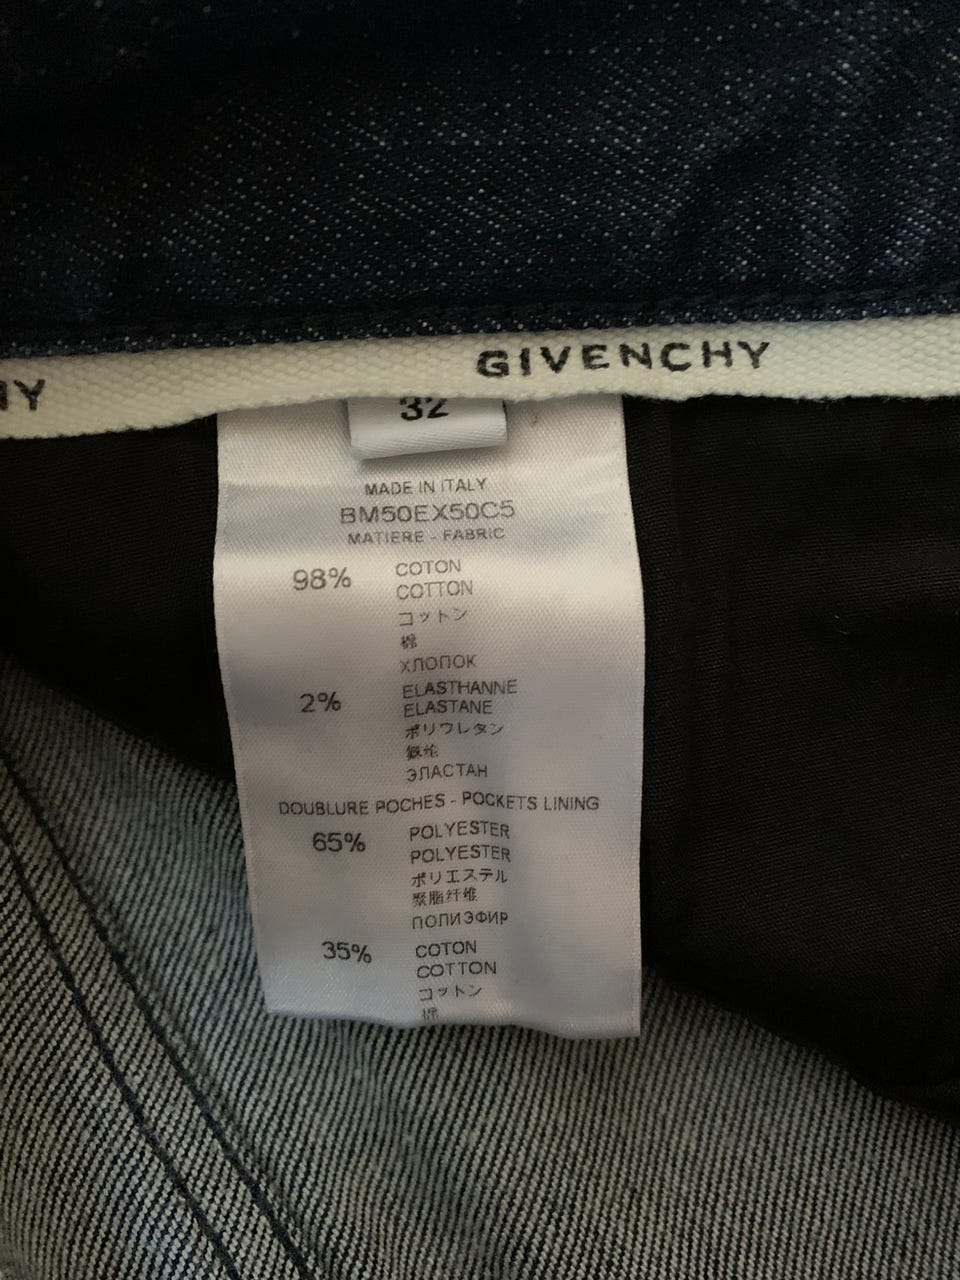 GIVENCHY
HY
32
MADE IN ITALY
BM50EX50C5
MATIERE - FABRIC
98% COTON
COTTON
コットン
棉
ХЛОПОК
2% ELASTHANNE
ELASTANE
ポリウレタン
氨纶
ЭЛАСТАН
DOUBLURE POCHES - POCKETS LINING
65% POLYESTER
POLYESTER
ポリエステル
聚脂纤维
ПОЛИЭФИР
35% COTON
COTTON
コットン
棉